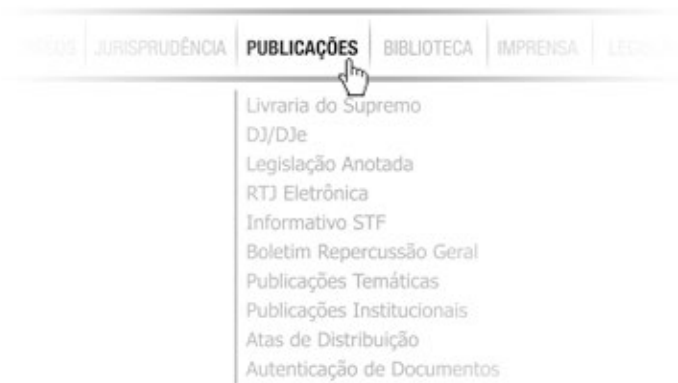 JURISPRUDÊNCIA PUBLICAÇÕES BIBLIOTECA IMPRENSA
Livraria do Supremo
DJ/DJe
Legislação Anotada
RTJ Eletrônica
Informativo STF
Boletim Repercussão Geral
Publicações Temáticas
Publicações Institucionais
Atas de Distribuição
Autenticação de Documentos